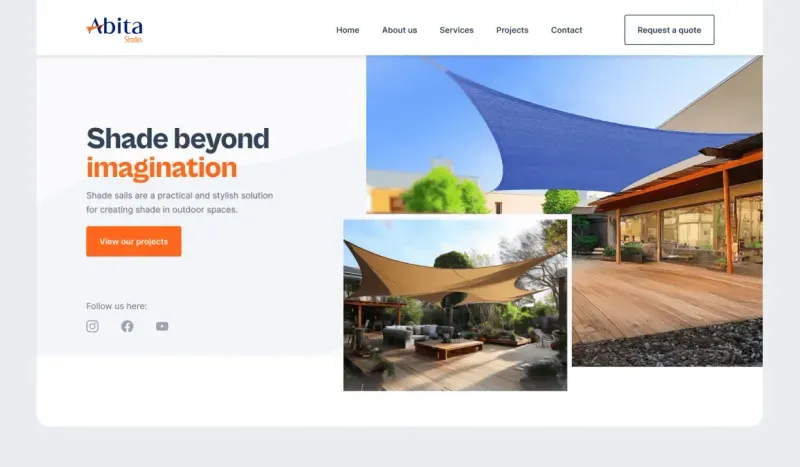 Abita
Shades
Home
About us
Services
Projects
Contact
Request a quote
Shade beyond
imagination
Shade sails are a practical and stylish solution
for creating shade in outdoor spaces.
View our projects
Follow us here: